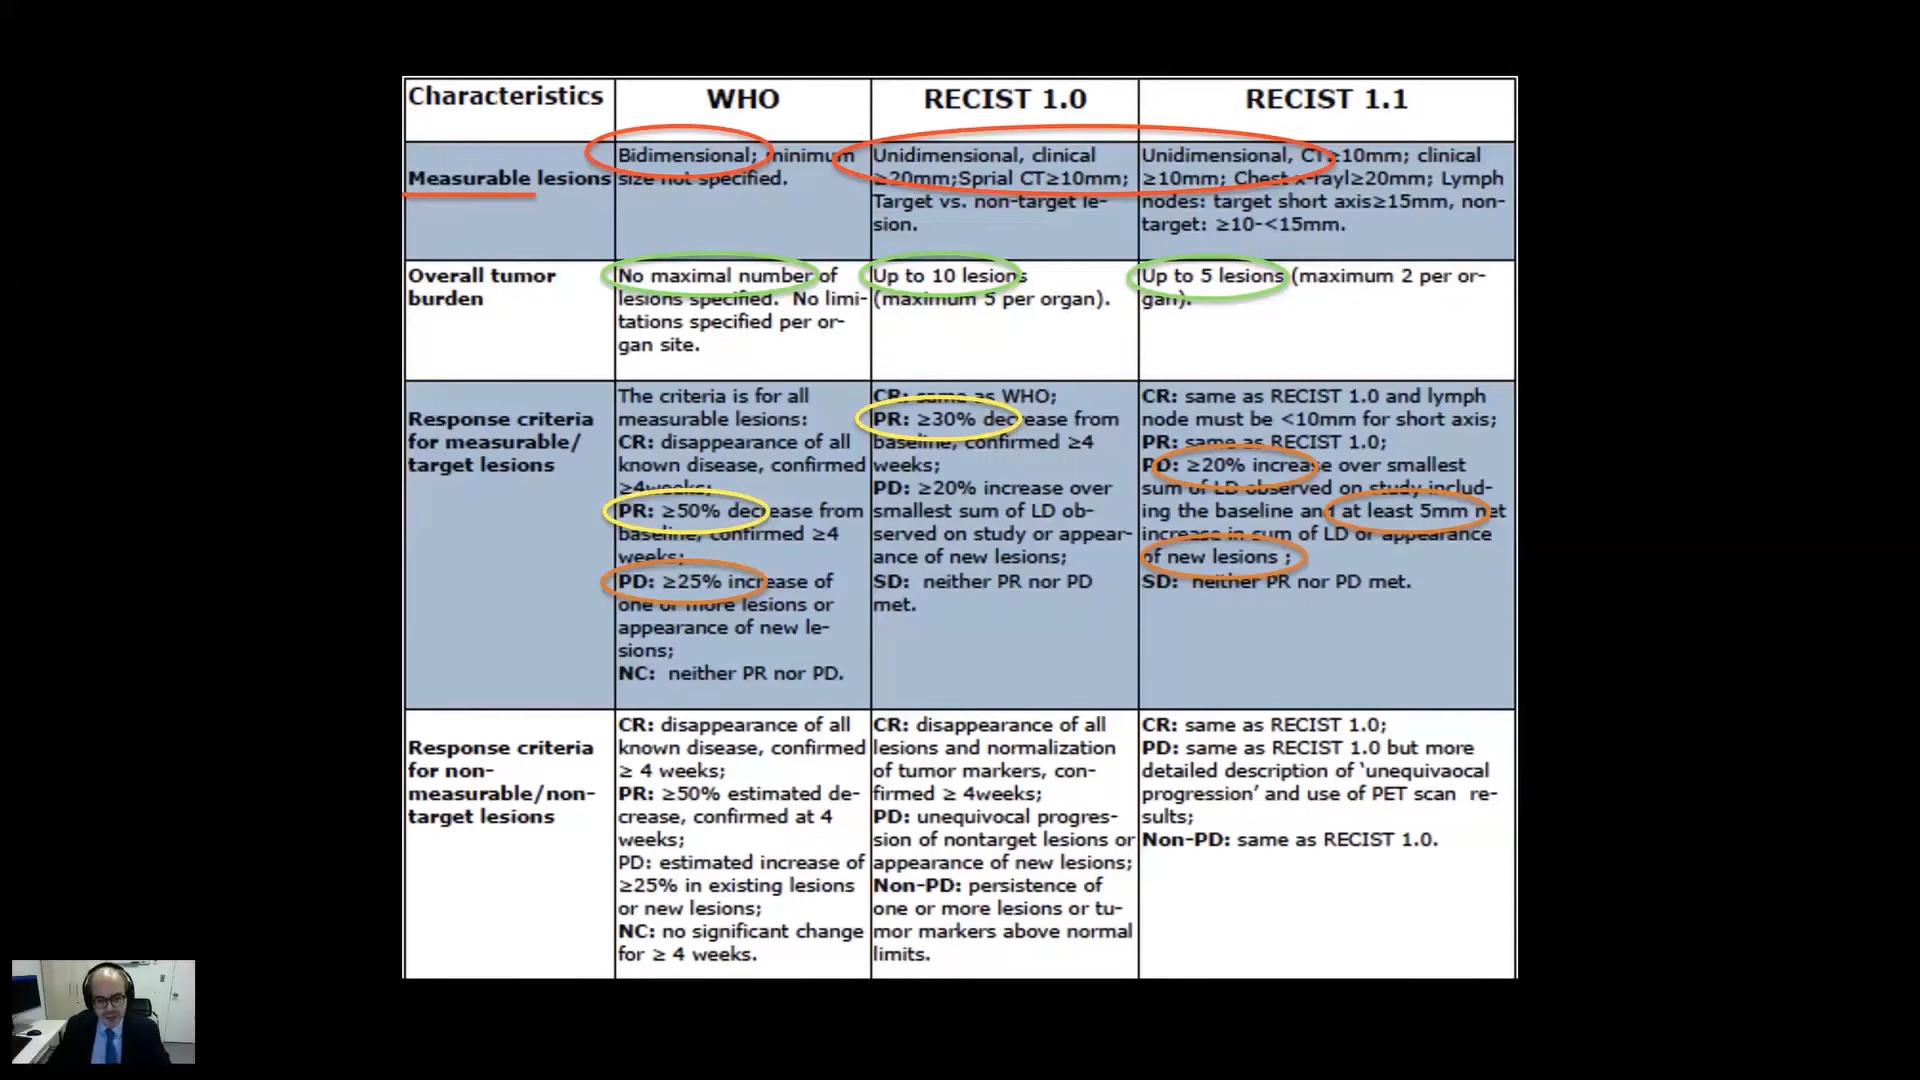 Characteristics
WHO
RECIST 1.0
RECIST 1.1
Measurable lesions
Bidimensional; minimum
size not specified.
Unidimensional, clinical
≥20mm;Sprial CT≥10mm;
Target vs. non-target le-
sion.
Unidimensional, CT≥10mm; clinical
≥10mm; Chest x-rayl≥20mm; Lymph
nodes: target short axis≥15mm, non-
target: ≥10-<15mm.
Overall tumor
burden
No maximal number of
lesions specified. No limi-
tations specified per or-
gan site.
Up to 10 lesions
(maximum 5 per organ).
Up to 5 lesions (maximum 2 per or-
gan).
Response criteria
for measurable/
target lesions
The criteria is for all
measurable lesions:
CR: disappearance of all
known disease, confirmed
≥4weeks;
PR: ≥50% decrease from
baseline, confirmed ≥4
weeks;
PD: ≥25% increase of
one or more lesions or
appearance of new le-
sions;
NC: neither PR nor PD.
CR: same as WHO;
PR: ≥30% decrease from
baseline, confirmed ≥4
weeks;
PD: ≥20% increase over
smallest sum of LD ob-
served on study or appear-
ance of new lesions;
SD: neither PR nor PD
met.
CR: same as RECIST 1.0 and lymph
node must be <10mm for short axis;
PR: same as RECIST 1.0;
PD: ≥20% increase over smallest
sum of LD observed on study includ-
ing the baseline and at least 5mm net
increase in sum of LD or appearance
of new lesions ;
SD: neither PR nor PD met.
Response criteria
for non-
measurable/non-
target lesions
CR: disappearance of all
known disease, confirmed
≥ 4 weeks;
PR: ≥50% estimated de-
crease, confirmed at 4
weeks;
PD: estimated increase of
≥25% in existing lesions
or new lesions;
NC: no significant change
for ≥ 4 weeks.
CR: disappearance of all
lesions and normalization
of tumor markers, con-
firmed ≥ 4weeks;
PD: unequivocal progres-
sion of nontarget lesions or
appearance of new lesions;
Non-PD: persistence of
one or more lesions or tu-
mor markers above normal
limits.
CR: same as RECIST 1.0;
PD: same as RECIST 1.0 but more
detailed description of 'unequivaocal
progression' and use of PET scan re-
sults;
Non-PD: same as RECIST 1.0.